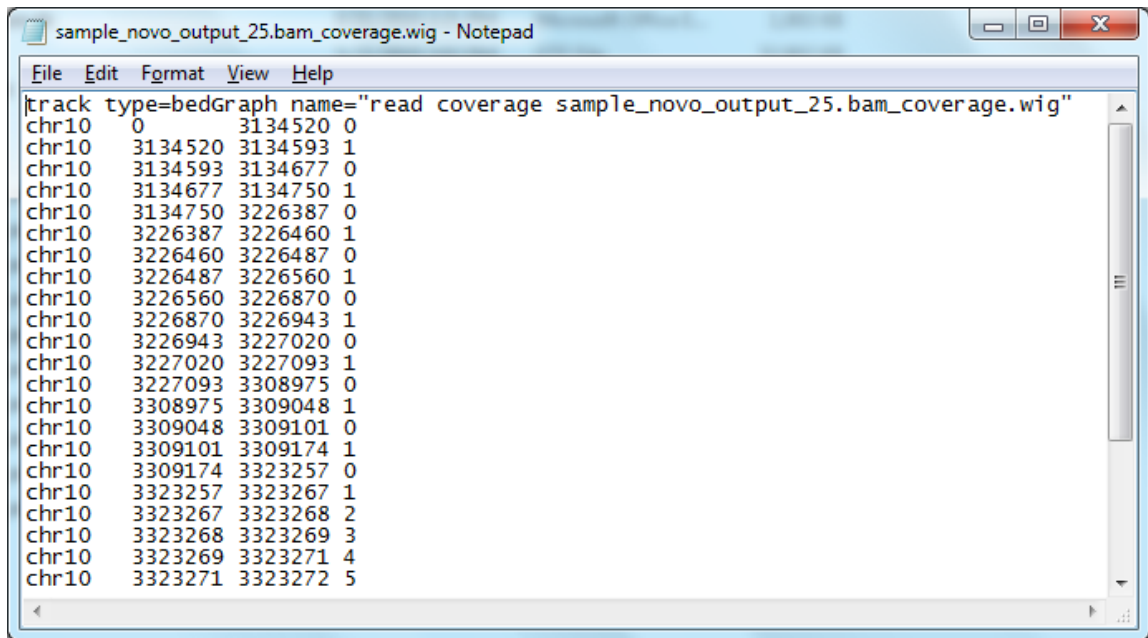 sample_novo_output_25.bam_coverage.wig - Notepad
File Edit Format View Help
track type=bedGraph name="read coverage sample_novo_output_25.bam_coverage.wig"
chr10 0 3134520 0
chr10 3134520 3134593 1
chr10 3134593 3134677 0
chr10 3134677 3134750 1
chr10 3134750 3226387 0
chr10 3226387 3226460 1
chr10 3226460 3226487 0
chr10 3226487 3226560 1
chr10 3226560 3226870 0
chr10 3226870 3226943 1
chr10 3226943 3227020 0
chr10 3227020 3227093 1
chr10 3227093 3308975 0
chr10 3308975 3309048 1
chr10 3309048 3309101 0
chr10 3309101 3309174 1
chr10 3309174 3323257 0
chr10 3323257 3323267 1
chr10 3323267 3323268 2
chr10 3323268 3323269 3
chr10 3323269 3323271 4
chr10 3323271 3323272 5